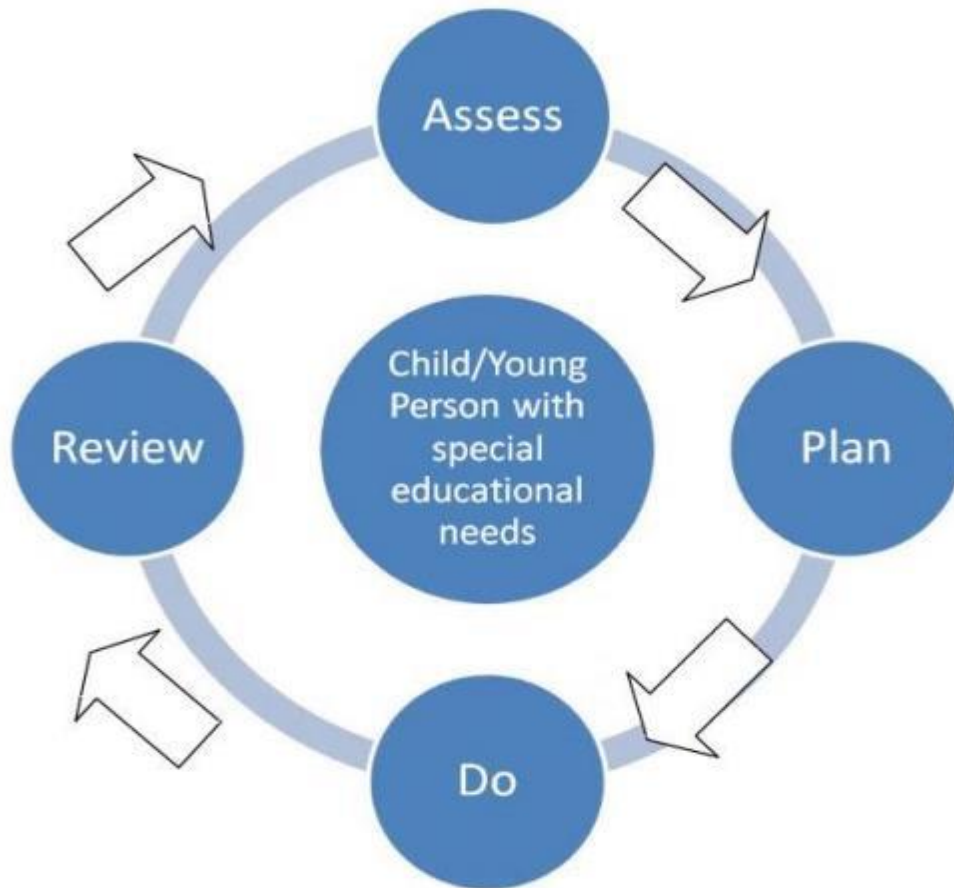 Assess
Child/Young
Person with
special
educational
needs
Review
Plan
Do